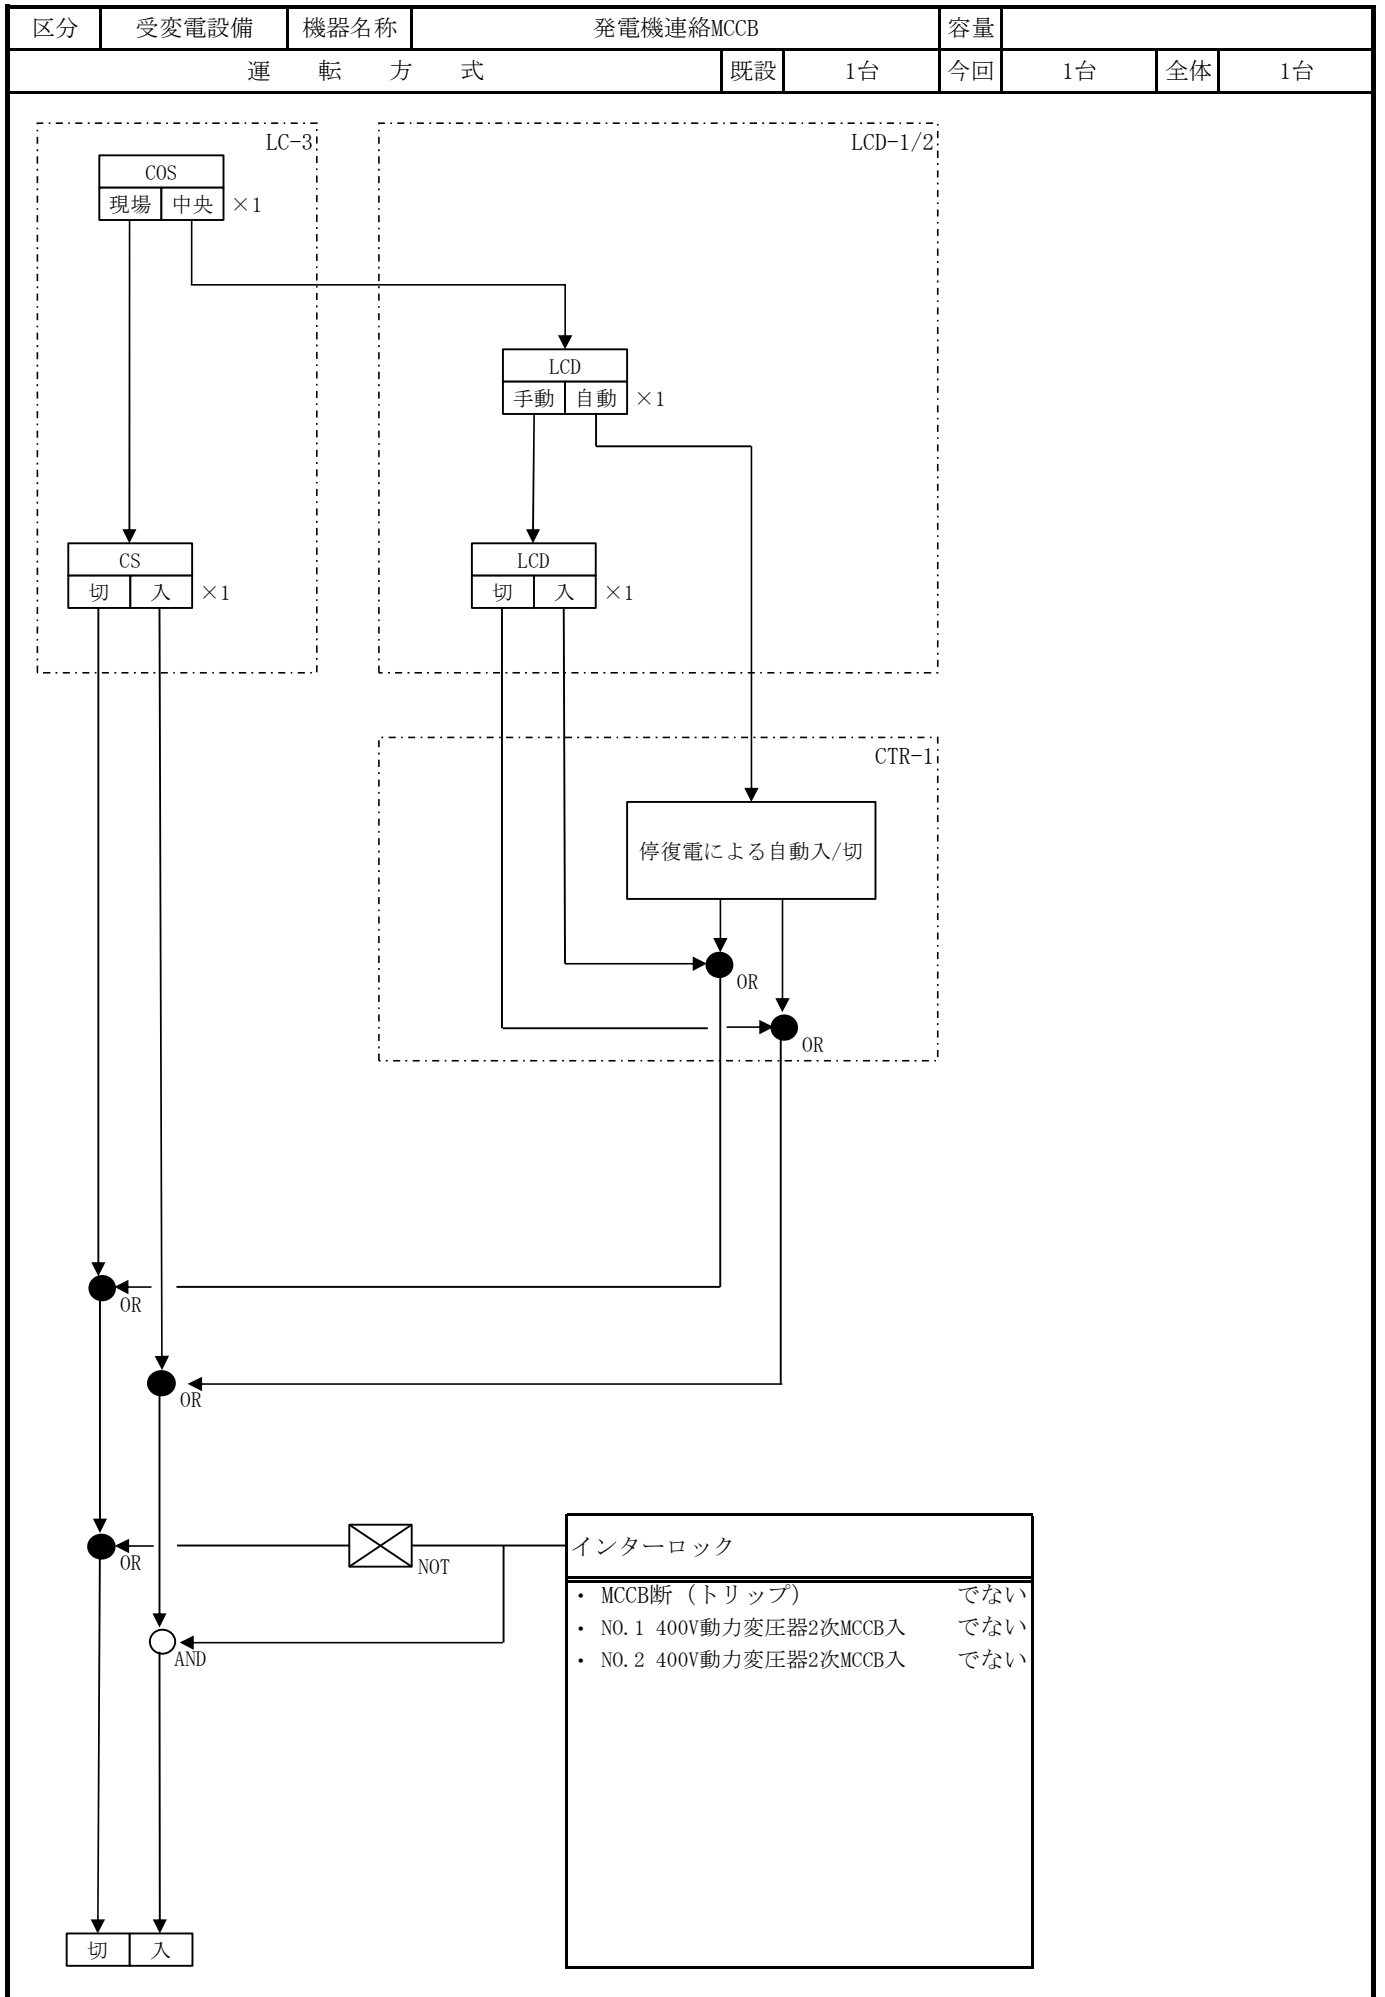 区分 受変電設備 機器名称 発電機連絡MCCB 容量
運 転 方 式 既設 1台 今回 1台 全体 1台
LC-3 LCD-1/2
COS
現場 中央 ×1
LCD
手動 自動 ×1
CS LCD
切 入 ×1 切 入 ×1
CTR-1
停復電による自動入/切
OR
OR
OR
OR
インターロック
OR NOT
・ MCCB断（トリップ） でない
・ NO.1 400V動力変圧器2次MCCB入 でない
AND
・ NO.2 400V動力変圧器2次MCCB入 でない
切 入